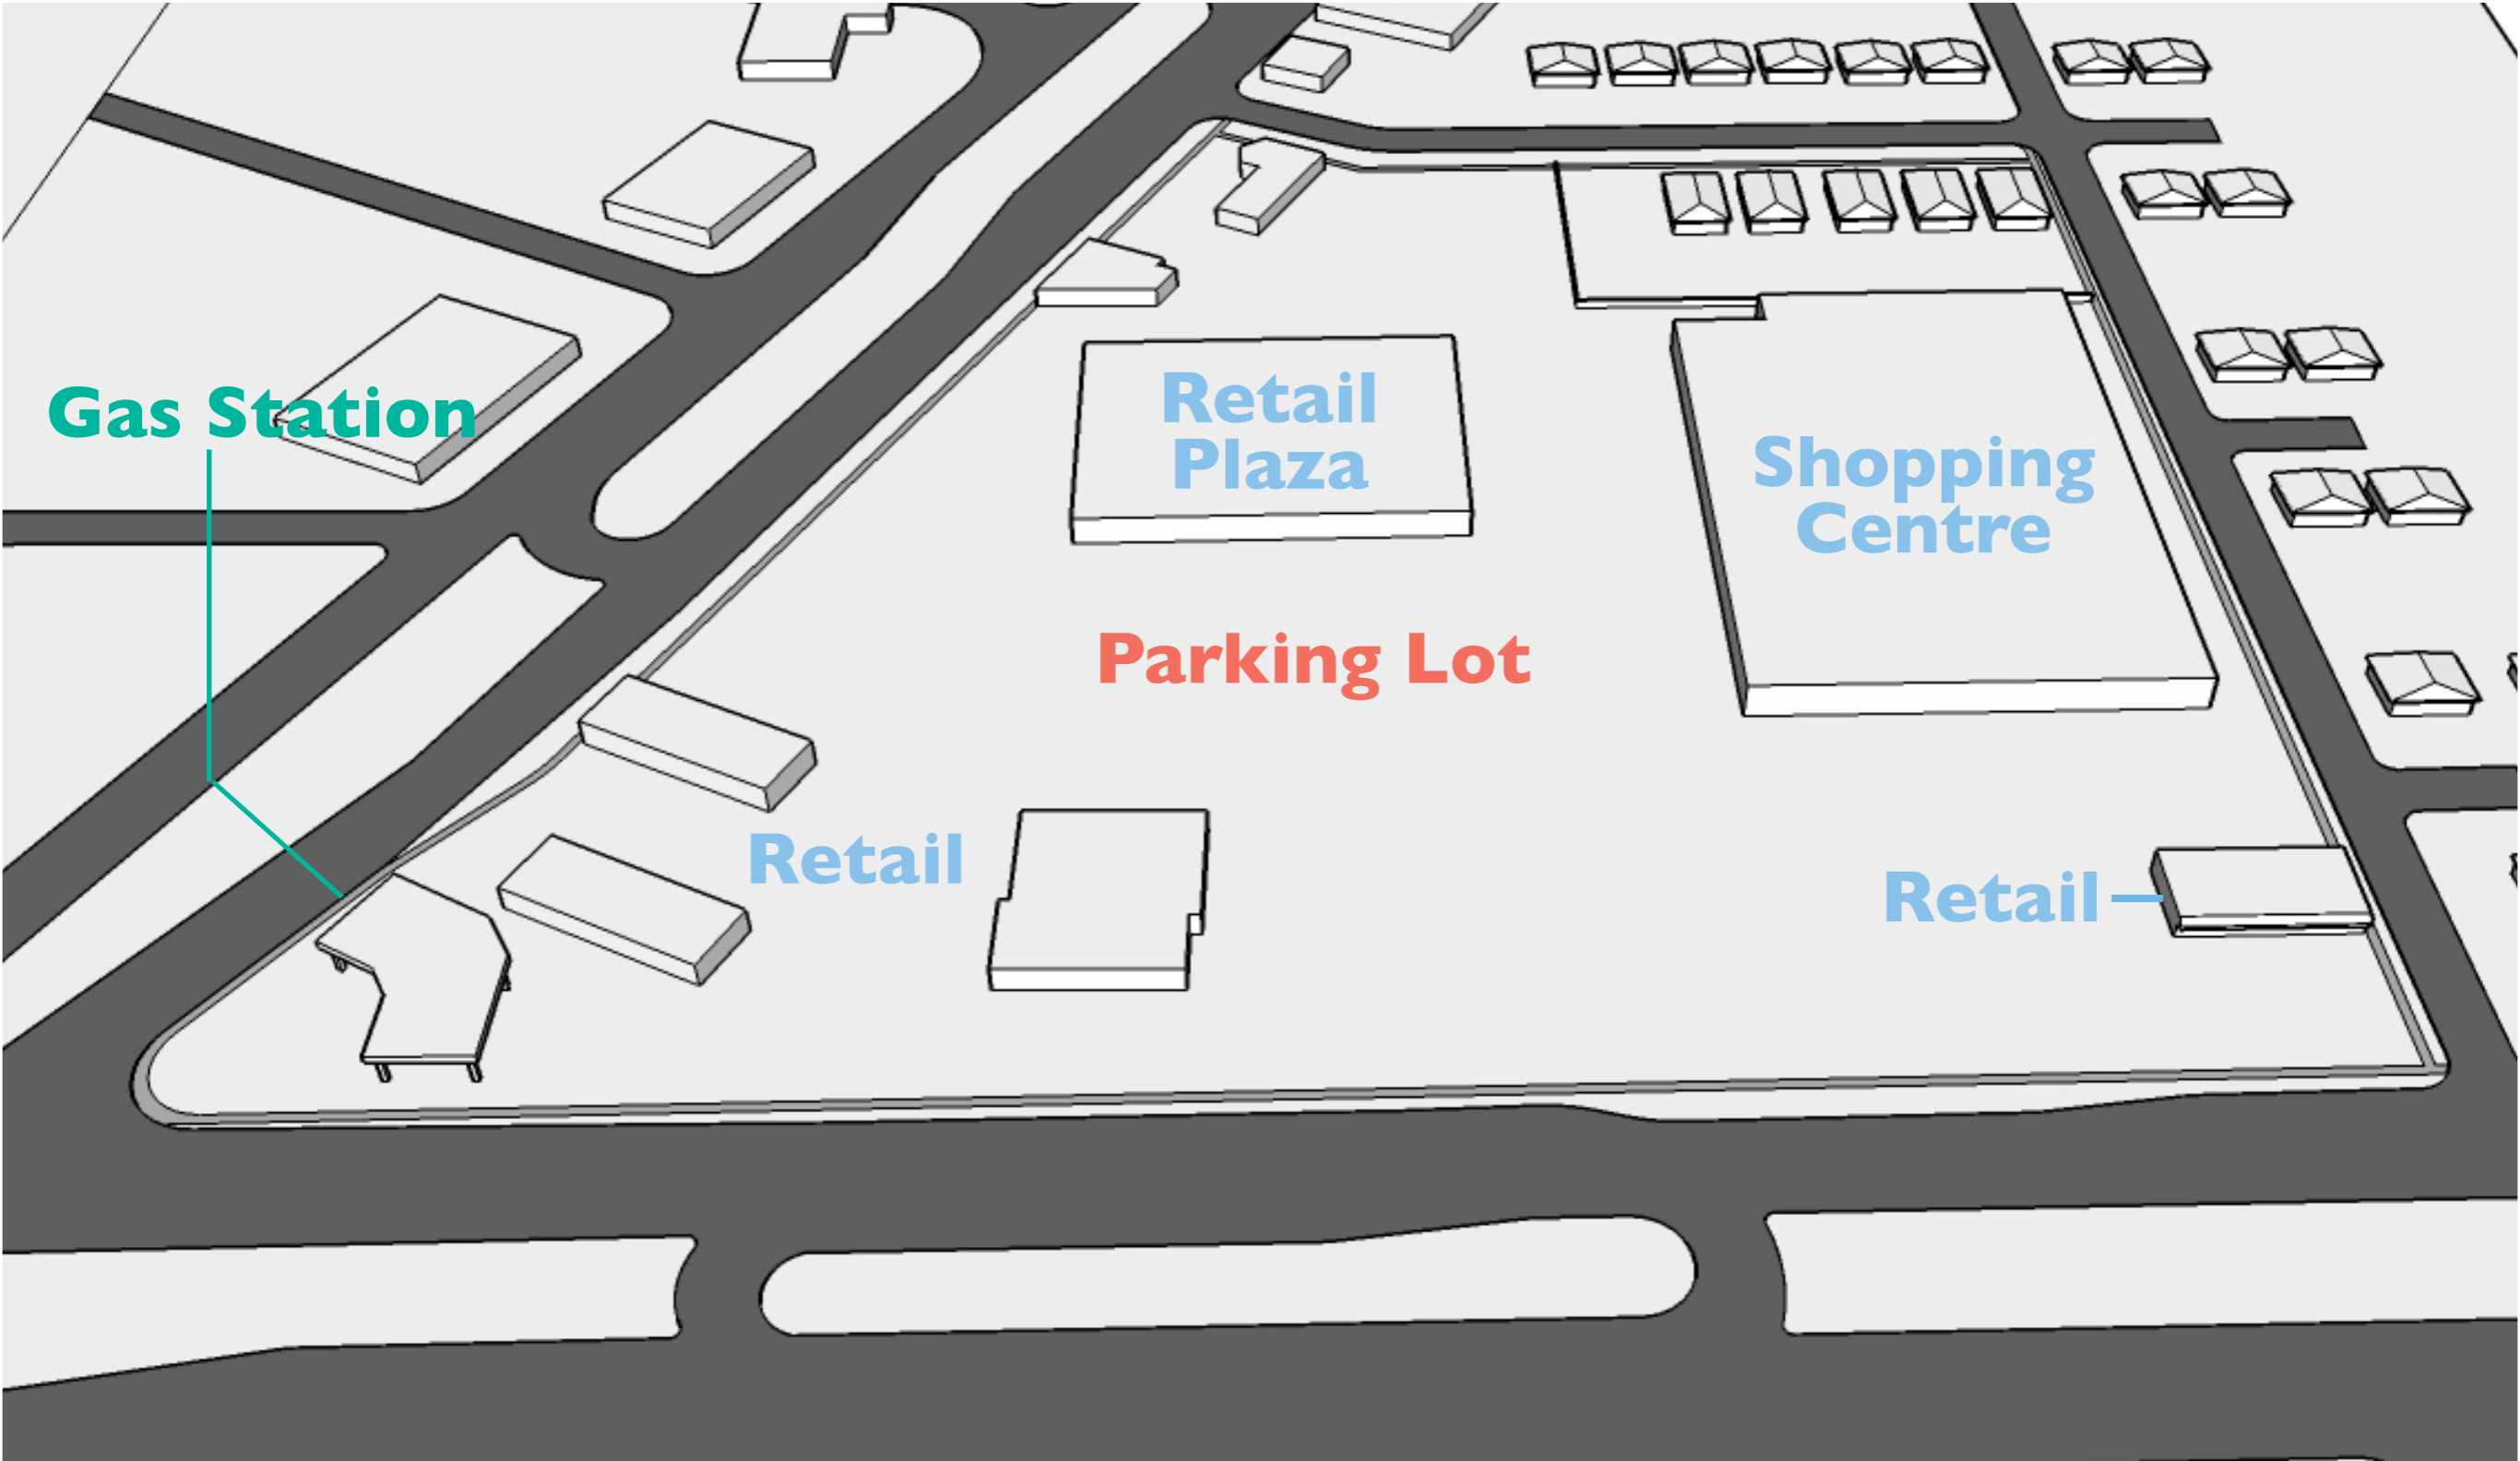 Gas Station
Retail
Plaza
Shopping
Centre
Parking Lot
Retail
Retail